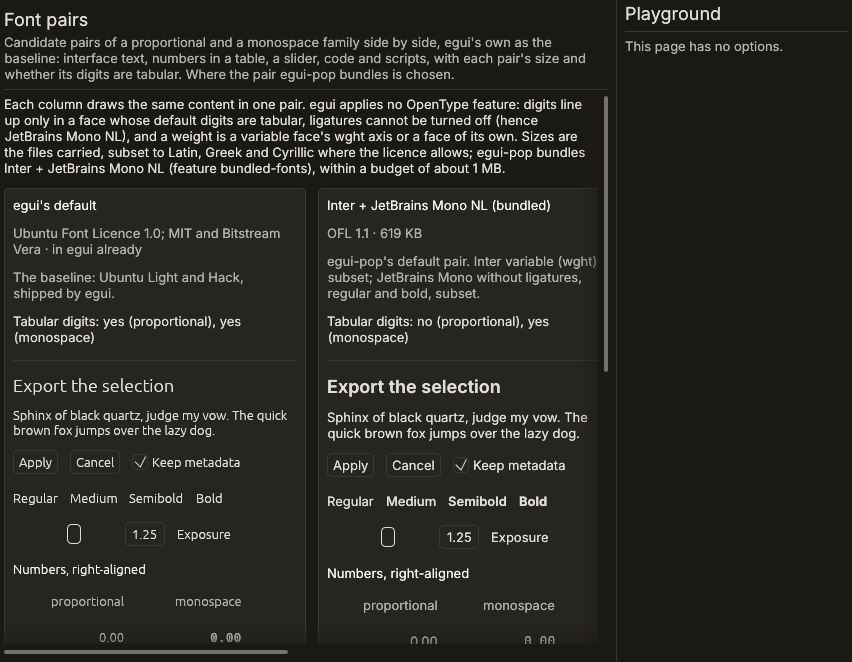 Font pairs
Candidate pairs of a proportional and a monospace family side by side, egui's own as the
baseline: interface text, numbers in a table, a slider, code and scripts, with each pair's size and
whether its digits are tabular. Where the pair egui-pop bundles is chosen.
Each column draws the same content in one pair. egui applies no OpenType feature: digits line
up only in a face whose default digits are tabular, ligatures cannot be turned off (hence
JetBrains Mono NL), and a weight is a variable face's wght axis or a face of its own. Sizes are
the files carried, subset to Latin, Greek and Cyrillic where the licence allows; egui-pop bundles
Inter + JetBrains Mono NL (feature bundled-fonts), within a budget of about 1 MB.
egui's default
Ubuntu Font Licence 1.0; MIT and Bitstream
Vera · in egui already
The baseline: Ubuntu Light and Hack,
shipped by egui.
Tabular digits: yes (proportional), yes
(monospace)
Export the selection
Sphinx of black quartz, judge my vow. The quick
brown fox jumps over the lazy dog.
Apply Cancel Keep metadata
Regular Medium Semibold Bold
1.25 Exposure
Numbers, right-aligned
proportional monospace
0.00 0.00
Inter + JetBrains Mono NL (bundled)
OFL 1.1 · 619 KB
egui-pop's default pair. Inter variable (wght)
subset; JetBrains Mono without ligatures,
regular and bold, subset.
Tabular digits: no (proportional), yes
(monospace)
Export the selection
Sphinx of black quartz, judge my vow. The
quick brown fox jumps over the lazy dog.
Apply Cancel Keep metadata
Regular Medium Semibold Bold
1.25 Exposure
Numbers, right-aligned
proportional monospace
0.00 0.00
Playground
This page has no options.